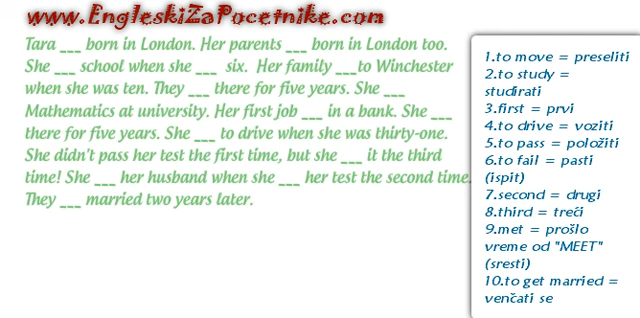 www.EngleskiZaPocetnike.com
Tara ___ born in London. Her parents ___ born in London too.
She ___ school when she ___ six. Her family ___to Winchester
when she was ten. They ___ there for five years. She ___
Mathematics at university. Her first job ___ in a bank. She ___
there for five years. She ___ to drive when she was thirty-one.
She didn't pass her test the first time, but she ___ it the third
time! She ___ her husband when she ___ her test the second time.
They ___ married two years later.
1.to move = preseliti
2.to study =
studirati
3.first = prvi
4.to drive = voziti
5.to pass = položiti
6.to fail = pasti
(ispit)
7.second = drugi
8.third = treći
9.met = prošlo
vreme od "MEET"
(sresti)
10.to get married =
venčati se